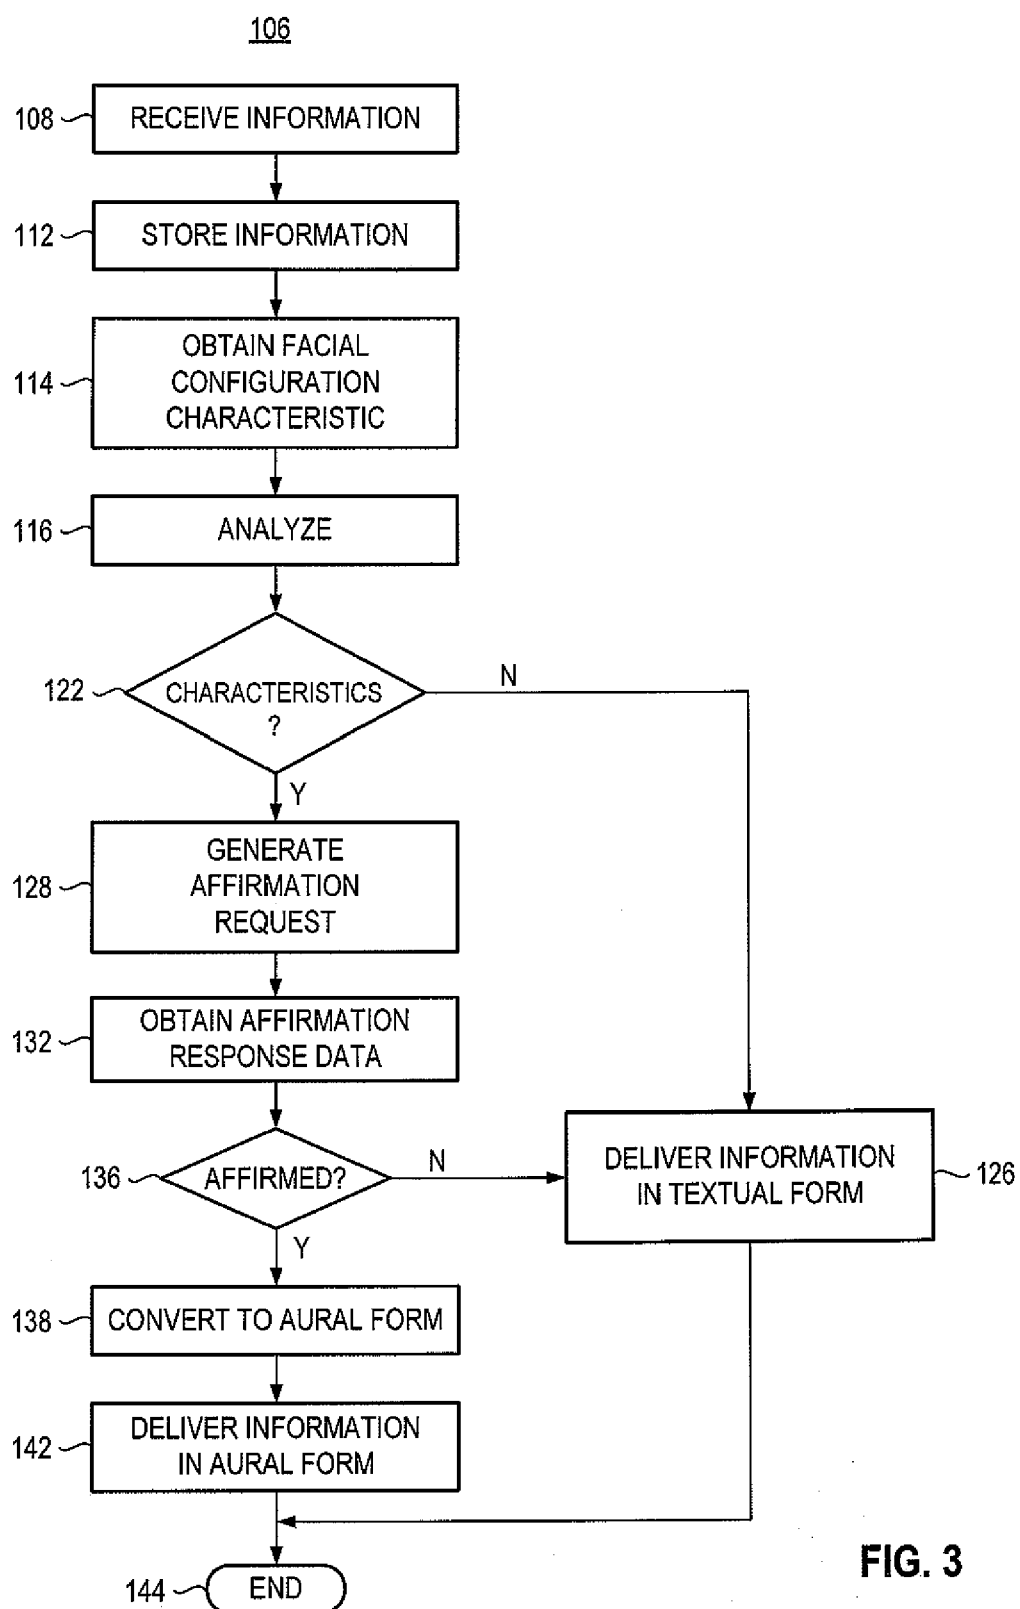 106
108
RECEIVE INFORMATION
112
STORE INFORMATION
114
OBTAIN FACIAL
CONFIGURATION
CHARACTERISTIC
116
ANALYZE
122
CHARACTERISTICS
?
N
Y
128
GENERATE
AFFIRMATION
REQUEST
132
OBTAIN AFFIRMATION
RESPONSE DATA
136
AFFIRMED?
N
Y
DELIVER INFORMATION
IN TEXTUAL FORM
126
138
CONVERT TO AURAL FORM
142
DELIVER INFORMATION
IN AURAL FORM
144
END
FIG. 3